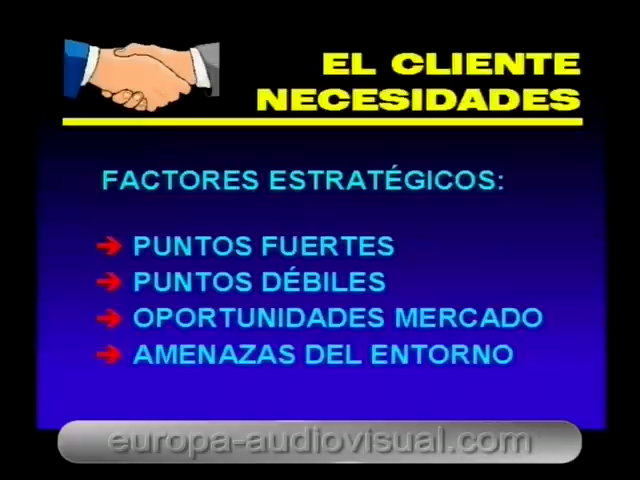 EL CLIENTE
NECESIDADES
FACTORES ESTRATÉGICOS:
➔ PUNTOS FUERTES
➔ PUNTOS DÉBILES
➔ OPORTUNIDADES MERCADO
➔ AMENAZAS DEL ENTORNO
europa-audiovisual.com